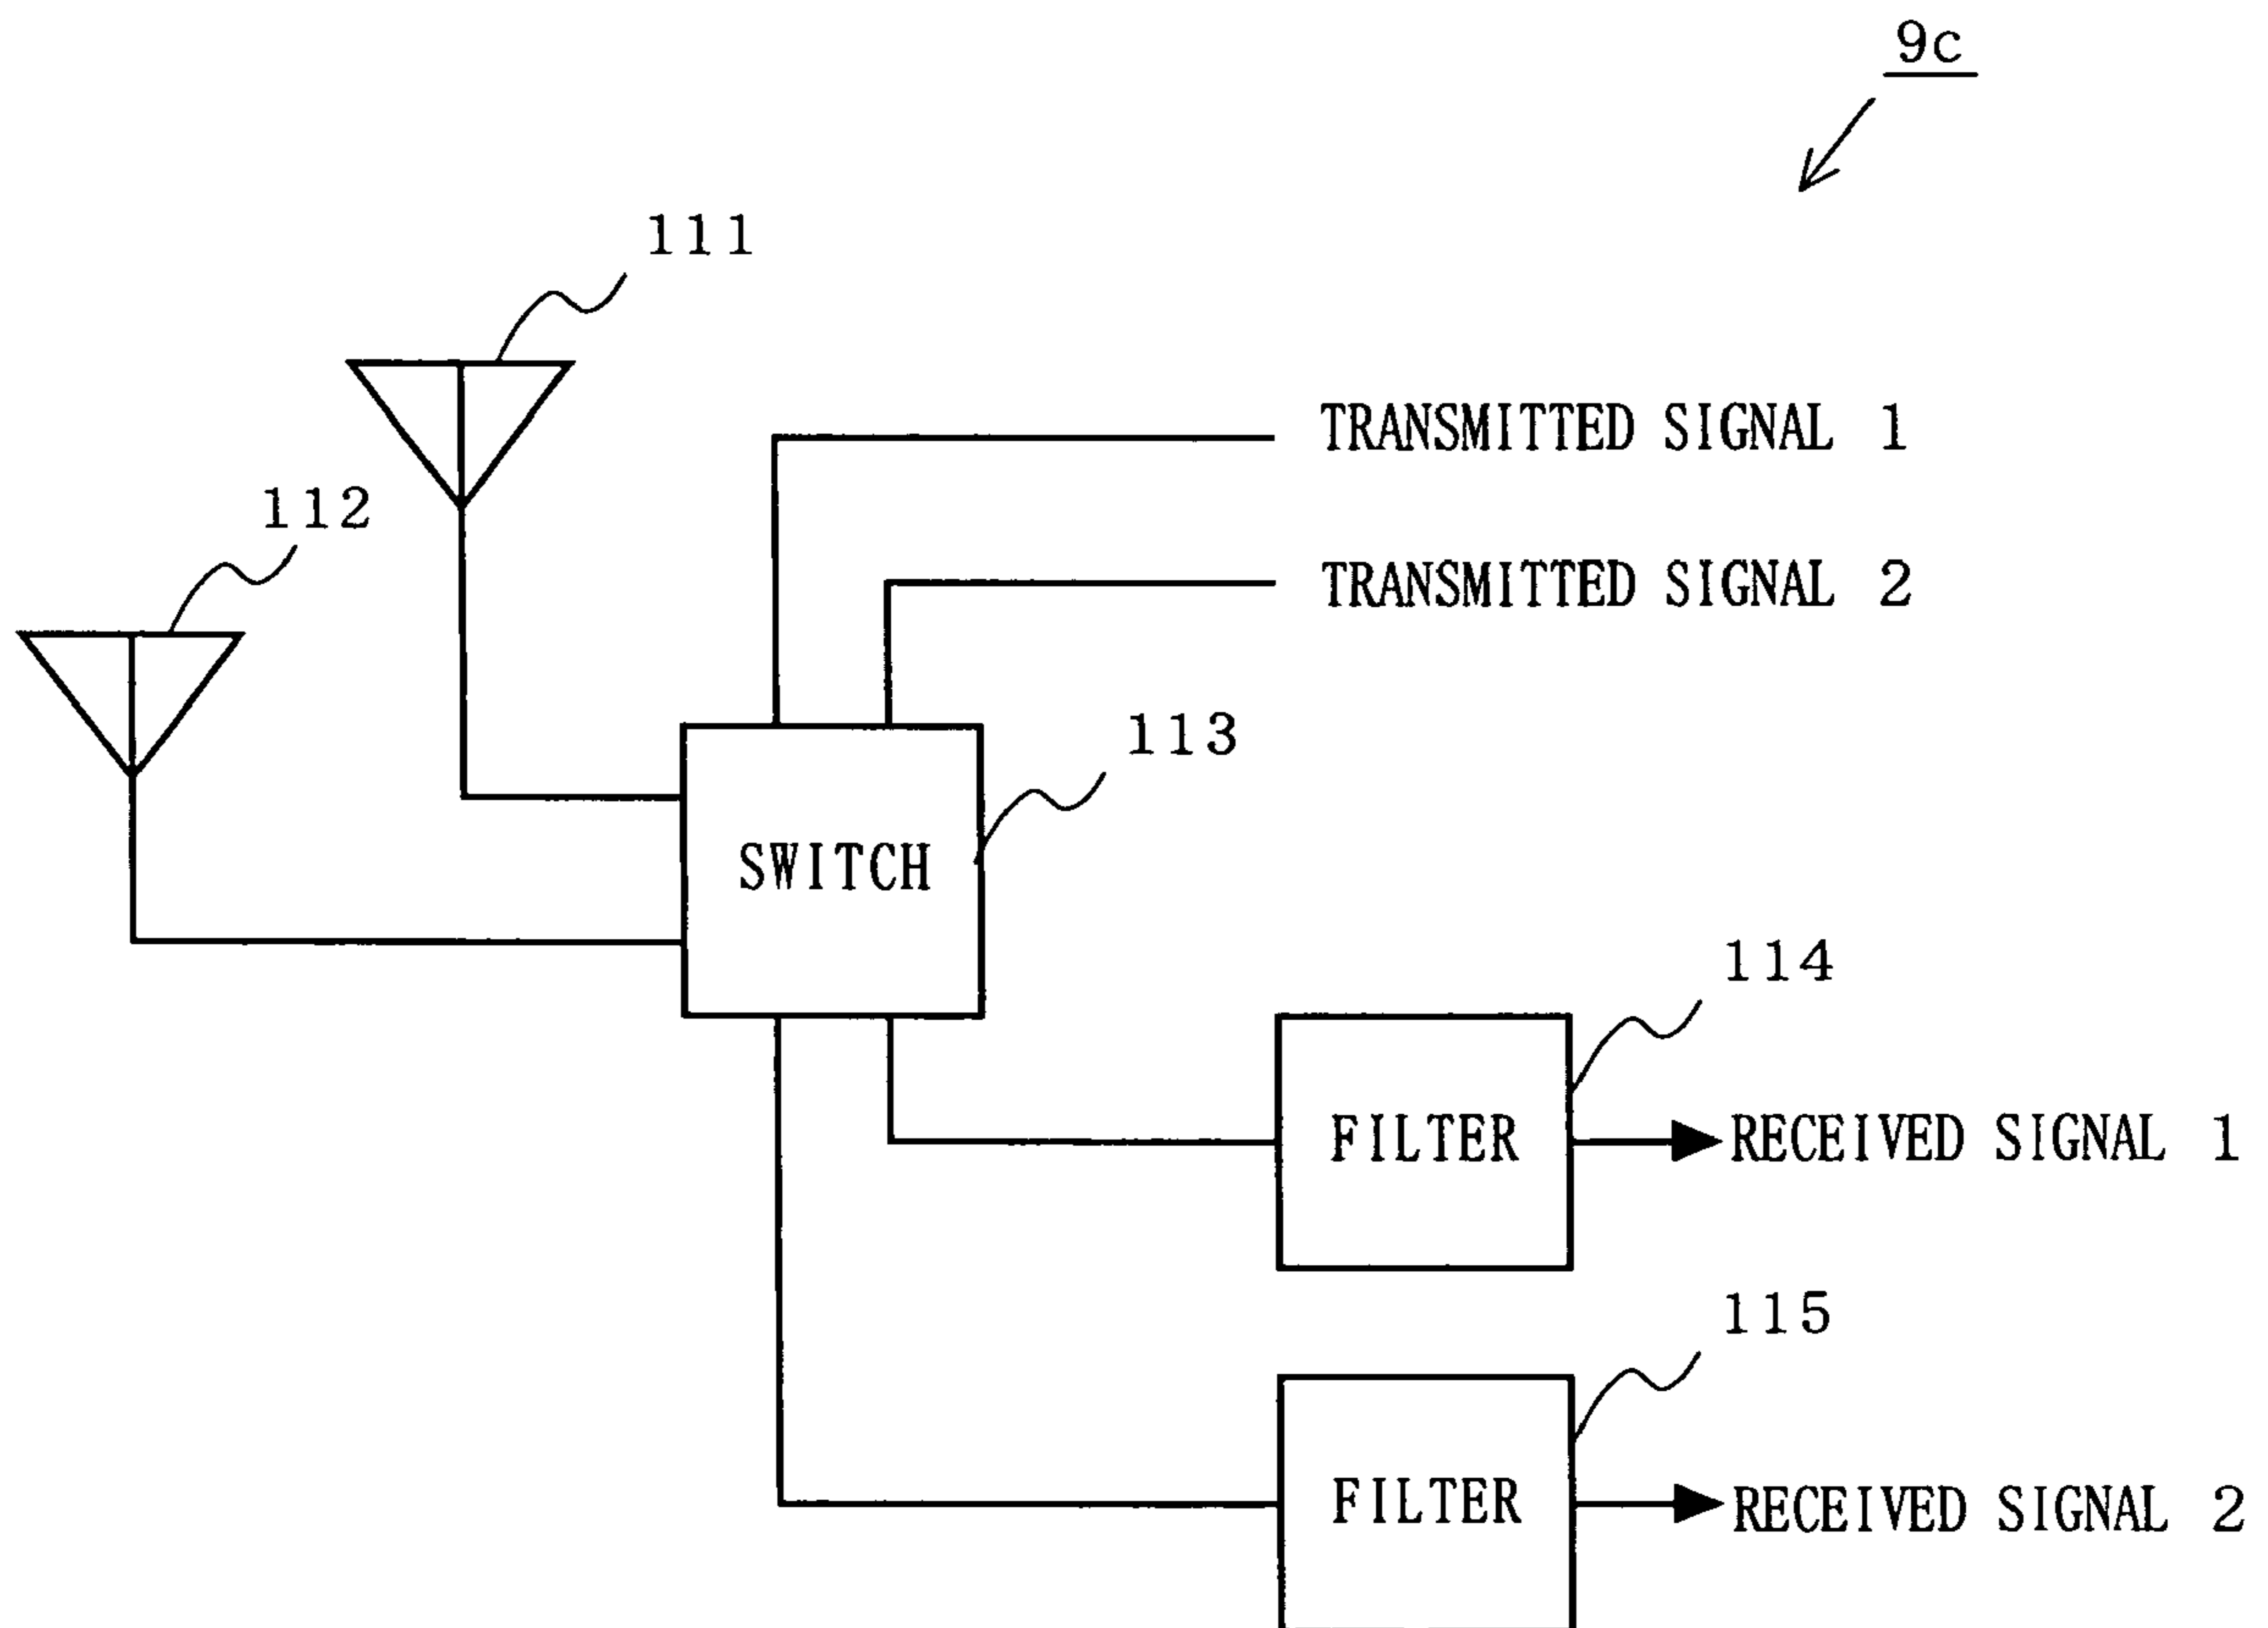 9c
111
TRANSMITTED SIGNAL 1
112
TRANSMITTED SIGNAL 2
113
SWITCH
114
FILTER
RECEIVED SIGNAL 1
115
FILTER
RECEIVED SIGNAL 2